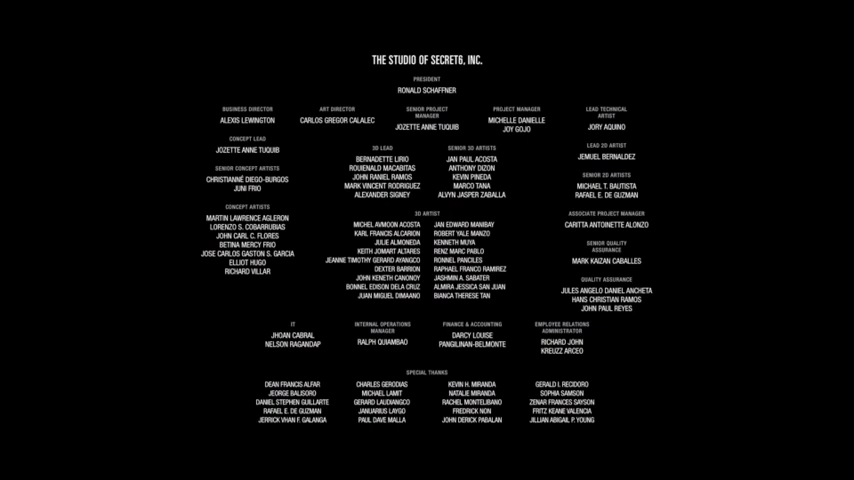 THE STUDIO OF SECRET6, INC.
PRESIDENT
RONALD SCHAFFNER
BUSINESS DIRECTOR
ALEXIS LEWINGTON
ART DIRECTOR
CARLOS GREGOR CALALEC
SENIOR PROJECT
MANAGER
JOZETTE ANNE TUQUIB
PROJECT MANAGER
MICHELLE DANIELLE
JOY GOJO
LEAD TECHNICAL
ARTIST
JORY AQUINO
CONCEPT LEAD
JOZETTE ANNE TUQUIB
SENIOR CONCEPT ARTISTS
CHRISTIANNÉ DIEGO-BURGOS
JUNI FRIO
CONCEPT ARTISTS
MARTIN LAWRENCE AGLERON
LORENZO S. COBARRUBIAS
JOHN CARL C. FLORES
BETINA MERCY FRIO
JOSE CARLOS GASTON S. GARCIA
ELLIOT HUGO
RICHARD VILLAR
3D LEAD
BERNADETTE LIRIO
ROUIENALD MACABITAS
JOHN RANIEL RAMOS
MARK VINCENT RODRIGUEZ
ALEXANDER SIGNEY
SENIOR 3D ARTISTS
JAN PAUL ACOSTA
ANTHONY DIZON
KEVIN PINEDA
MARCO TANA
ALVYN JASPER ZABALLA
3D ARTIST
MICHEL AVMOON ACOSTA
KARL FRANCIS ALCARION
JULIE ALMONEDA
KEITH JOMART ALTARES
JEANNE TIMOTHY GERARD AYANGCO
DEXTER BARRION
JOHN KENETH CANONOY
BONNEL EDISON DELA CRUZ
JUAN MIGUEL DIMAANO
JAN EDWARD MAMBAY
ROBERT YALE MANZO
KENNETH MUYA
RENZ MARC PABLO
RONNEL PANCILES
RAPHAEL FRANCO RAMIREZ
JASHMIN A. SABATER
ALMIRA JESSICA SAN JUAN
BIANCA THERESE TAN
LEAD 2D ARTIST
JEMUEL BERNALDEZ
SENIOR 2D ARTISTS
MICHAEL T. BAUTISTA
RAFAEL E. DE GUZMAN
ASSOCIATE PROJECT MANAGER
CARITTA ANTOINETTE ALONZO
SENIOR QUALITY
ASSURANCE
MARK KAIZAN CABALLES
QUALITY ASSURANCE
JULES ANGELO DANIEL ANCHETA
HANS CHRISTIAN RAMOS
JOHN PAUL REYES
IT
JHOAN CABRAL
NELSON RAGANDAP
INTERNAL OPERATIONS
MANAGER
RALPH QUIAMBAO
FINANCE & ACCOUNTING
DARCY LOUISE
PANGILINAN-BELMONTE
EMPLOYEE RELATIONS
ADMINISTRATOR
RICHARD JOHN
KREUZZ ARCEO
SPECIAL THANKS
DEAN FRANCIS ALFAR
JEORGE BALISORO
DANIEL STEPHEN GUILLARTE
RAFAEL E. DE GUZMAN
JERRICK VHAN F. GALANGA
CHARLES GERODIAS
MICHAEL LAMIT
GERARD LAUDIANGCO
JANUARIUS LAYGO
PAUL DAVE MALLA
KEVIN H. MIRANDA
NATALIE MIRANDA
RACHEL MONTELIBANO
FREDRICK NON
JOHN DERICK PABALAN
GERALD I. RECIDORO
SOPHIA SAMSON
ZENAR FRANCES SAYSON
FRITZ KEANE VALENCIA
JILLIAN ABIGAIL P. YOUNG